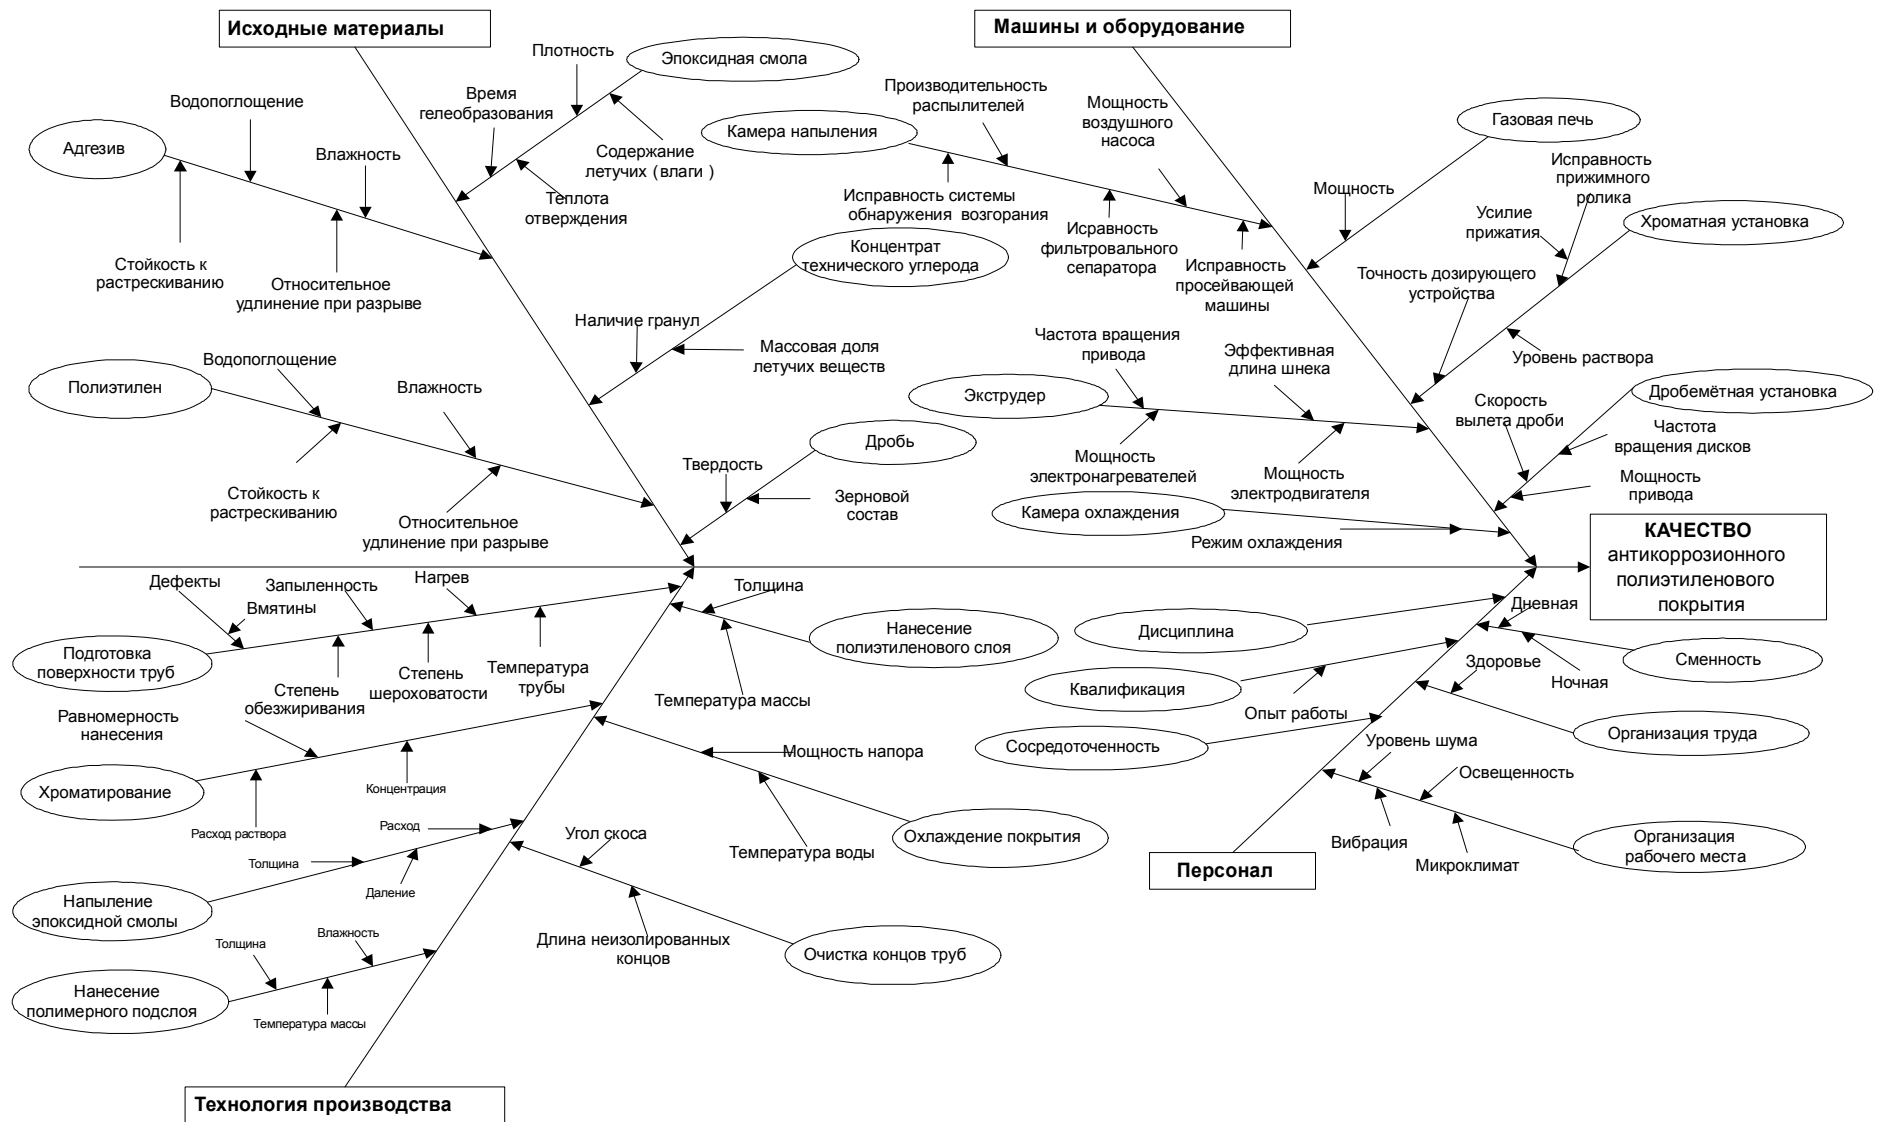 Исходные материалы
Машины и оборудование
Плотность
Эпоксидная смола
Время
гелеобразования
Водопоглощение
Адгезив
Влажность
Содержание
летучих ( влаги )
Теплота
отверждения
Стойкость к
растрескиванию
Относительное
удлинение при разрыве
Концентрат
технического углерода
Наличие гранул
Массовая доля
летучих веществ
Водопоглощение
Полиэтилен
Влажность
Стойкость к
растрескиванию
Относительное
удлинение при разрыве
Дробь
Твердость
Зерновой
состав
Производительность
распылителей
Мощность
воздушного
насоса
Камера напыления
Исправность системы
обнаружения возгорания
Исравность
фильтровального
сепаратора
Исправность
просеивающей
машины
Газовая печь
Мощность
Исправность
прижимного
ролика
Усилие
прижатия
Хроматная установка
Точность дозирующего
устройства
Уровень раствора
Частота вращения
привода
Эффективная
длина шнека
Экструдер
Мощность
электронагревателей
Мощность
электродвигателя
Скорость
вылета дроби
Дробемётная установка
Частота
вращения дисков
Мощность
привода
Камера охлаждения
Режим охлаждения
КАЧЕСТВО
антикоррозионного
полиэтиленового
покрытия
Дефекты
Вмятины
Запыленность
Нагрев
Подготовка
поверхности труб
Степень
обезжиривания
Степень
шероховатости
Температура
трубы
Толщина
Нанесение
полиэтиленового слоя
Температура массы
Равномерность
нанесения
Хроматирование
Расход раствора
Концентрация
Мощность напора
Охлаждение покрытия
Температура воды
Расход
Толщина
Даление
Напыление
эпоксидной смолы
Угол скоса
Длина неизолированных
концов
Очистка концов труб
Толщина
Влажность
Нанесение
полимерного подслоя
Температура массы
Технология производства
Дисциплина
Дневная
Сменность
Ночная
Квалификация
Опыт работы
Здоровье
Организация труда
Сосредоточенность
Уровень шума
Освещенность
Вибрация
Микроклимат
Организация
рабочего места
Персонал